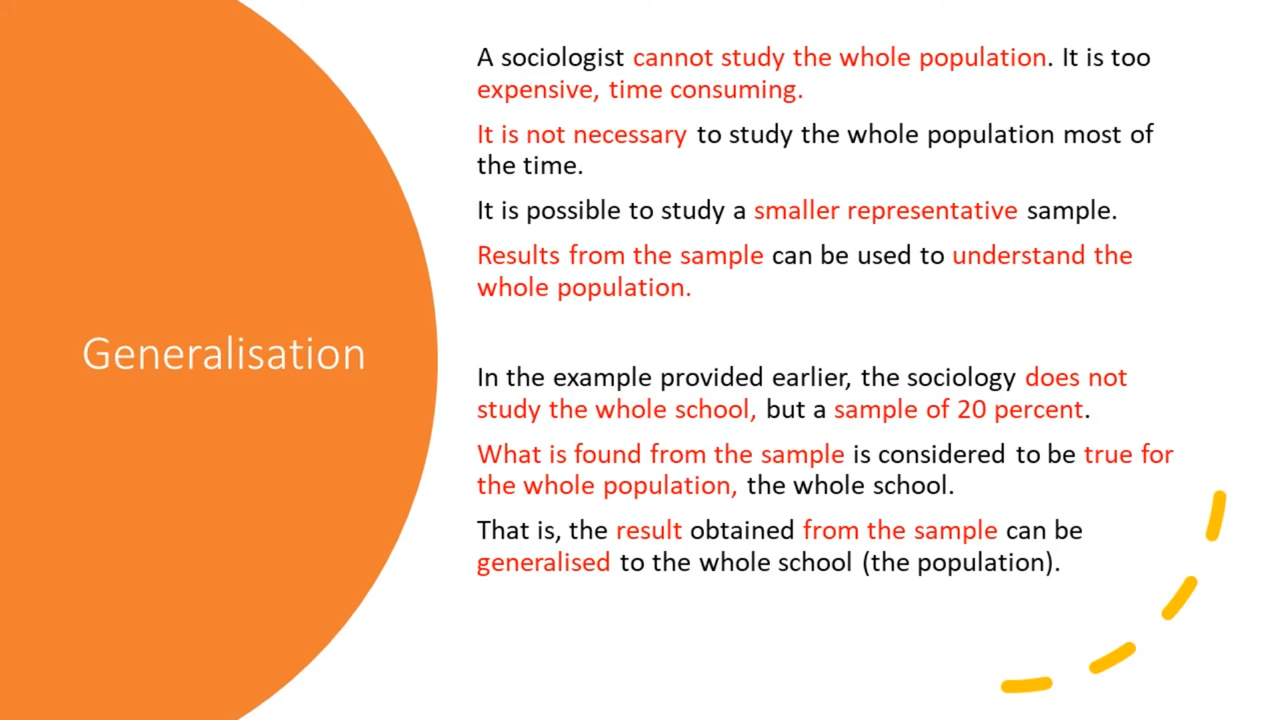 Generalisation
A sociologist cannot study the whole population. It is too
expensive, time consuming.
It is not necessary to study the whole population most of
the time.
It is possible to study a smaller representative sample.
Results from the sample can be used to understand the
whole population.
In the example provided earlier, the sociology does not
study the whole school, but a sample of 20 percent.
What is found from the sample is considered to be true for
the whole population, the whole school.
That is, the result obtained from the sample can be
generalised to the whole school (the population).